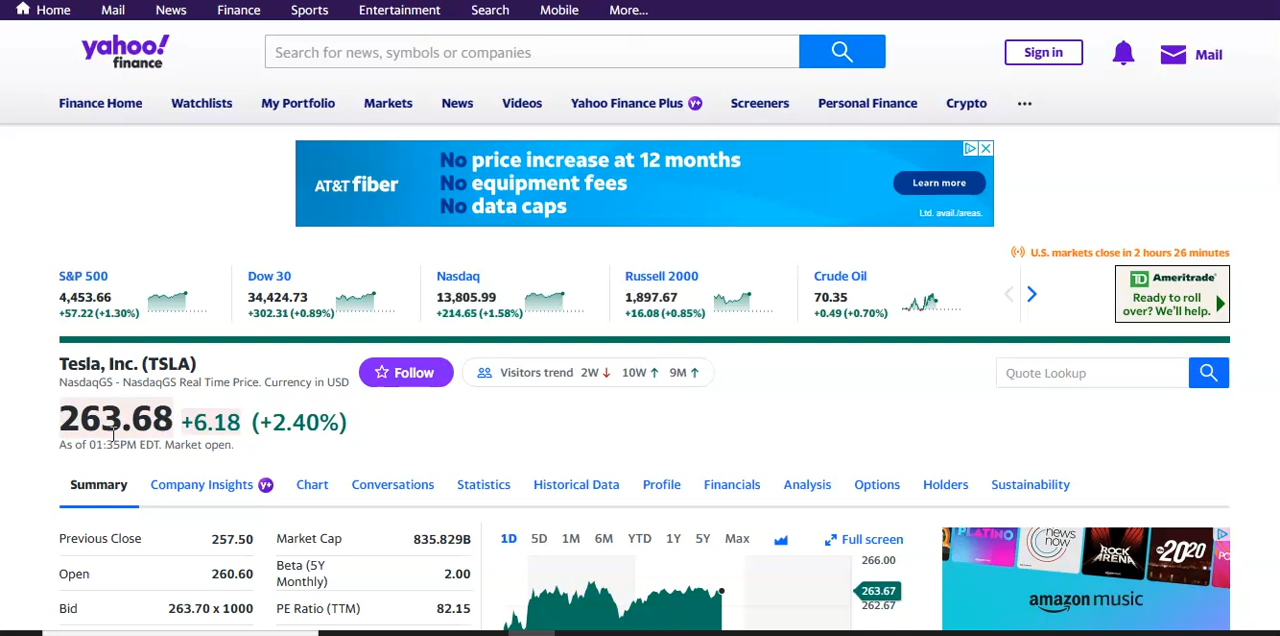 Home Mail News Finance Sports Entertainment Search Mobile More...
yahoo!
finance
Search for news, symbols or companies
Sign in
Mail
Finance Home Watchlists My Portfolio Markets News Videos Yahoo Finance Plus Y+ Screeners Personal Finance Crypto ...
AT&T fiber
No price increase at 12 months
No equipment fees
No data caps
Learn more
Ltd. avail./areas.
U.S. markets close in 2 hours 26 minutes
S&P 500
4,453.66
+57.22 (+1.30%)
Dow 30
34,424.73
+302.31 (+0.89%)
Nasdaq
13,805.99
+214.65 (+1.58%)
Russell 2000
1,897.67
+16.08 (+0.85%)
Crude Oil
70.35
+0.49 (+0.70%)
TD Ameritrade
Ready to roll
over? We'll help.
Tesla, Inc. (TSLA)
NasdaqGS - NasdaqGS Real Time Price. Currency in USD
Follow
Visitors trend 2W ↓ 10W ↑ 9M ↑
Quote Lookup
263.68 +6.18 (+2.40%)
As of 01:35PM EDT. Market open.
Summary Company Insights Y+ Chart Conversations Statistics Historical Data Profile Financials Analysis Options Holders Sustainability
Previous Close 257.50
Open 260.60
Bid 263.70 x 1000
Market Cap 835.829B
Beta (5Y
Monthly) 2.00
PE Ratio (TTM) 82.15
1D 5D 1M 6M YTD 1Y 5Y Max
Full screen
266.00
263.67
262.67
PLATINO
news
now
ROCK
ARENA
2020
amazon music